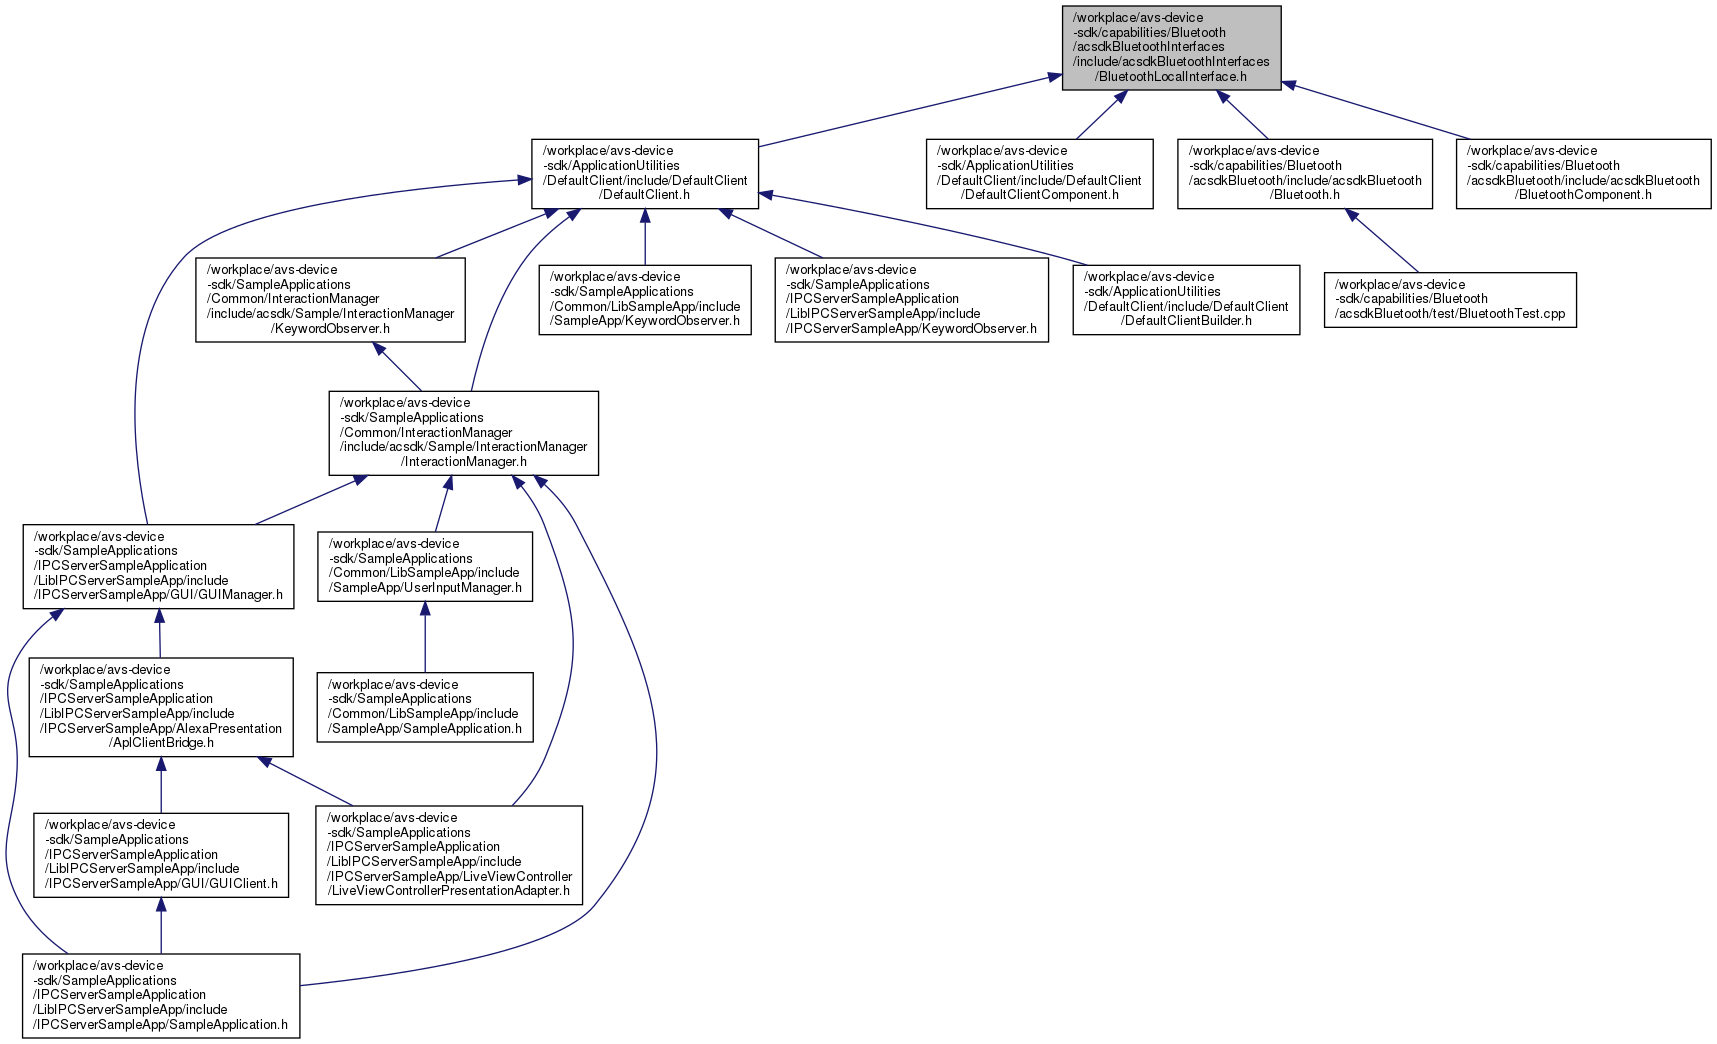 /workplace/avs-device
-sdk/capabilities/Bluetooth
/acsdkBluetoothInterfaces
/include/acsdkBluetoothInterfaces
/BluetoothLocalInterface.h
/workplace/avs-device
-sdk/ApplicationUtilities
/DefaultClient/include/DefaultClient
/DefaultClient.h
/workplace/avs-device
-sdk/ApplicationUtilities
/DefaultClient/include/DefaultClient
/DefaultClientComponent.h
/workplace/avs-device
-sdk/capabilities/Bluetooth
/acsdkBluetooth/include/acsdkBluetooth
/Bluetooth.h
/workplace/avs-device
-sdk/capabilities/Bluetooth
/acsdkBluetooth/include/acsdkBluetooth
/BluetoothComponent.h
/workplace/avs-device
-sdk/SampleApplications
/Common/InteractionManager
/include/acsdk/Sample/InteractionManager
/KeywordObserver.h
/workplace/avs-device
-sdk/SampleApplications
/Common/LibSampleApp/include
/SampleApp/KeywordObserver.h
/workplace/avs-device
-sdk/SampleApplications
/IPCServerSampleApplication
/LibIPCServerSampleApp/include
/IPCServerSampleApp/KeywordObserver.h
/workplace/avs-device
-sdk/ApplicationUtilities
/DefaultClient/include/DefaultClient
/DefaultClientBuilder.h
/workplace/avs-device
-sdk/capabilities/Bluetooth
/acsdkBluetooth/test/BluetoothTest.cpp
/workplace/avs-device
-sdk/SampleApplications
/Common/InteractionManager
/include/acsdk/Sample/InteractionManager
/InteractionManager.h
/workplace/avs-device
-sdk/SampleApplications
/IPCServerSampleApplication
/LibIPCServerSampleApp/include
/IPCServerSampleApp/GUI/GUIManager.h
/workplace/avs-device
-sdk/SampleApplications
/Common/LibSampleApp/include
/SampleApp/UserInputManager.h
/workplace/avs-device
-sdk/SampleApplications
/IPCServerSampleApplication
/LibIPCServerSampleApp/include
/IPCServerSampleApp/AlexaPresentation
/AplClientBridge.h
/workplace/avs-device
-sdk/SampleApplications
/Common/LibSampleApp/include
/SampleApp/SampleApplication.h
/workplace/avs-device
-sdk/SampleApplications
/IPCServerSampleApplication
/LibIPCServerSampleApp/include
/IPCServerSampleApp/GUI/GUIClient.h
/workplace/avs-device
-sdk/SampleApplications
/IPCServerSampleApplication
/LibIPCServerSampleApp/include
/IPCServerSampleApp/LiveViewController
/LiveViewControllerPresentationAdapter.h
/workplace/avs-device
-sdk/SampleApplications
/IPCServerSampleApplication
/LibIPCServerSampleApp/include
/IPCServerSampleApp/SampleApplication.h